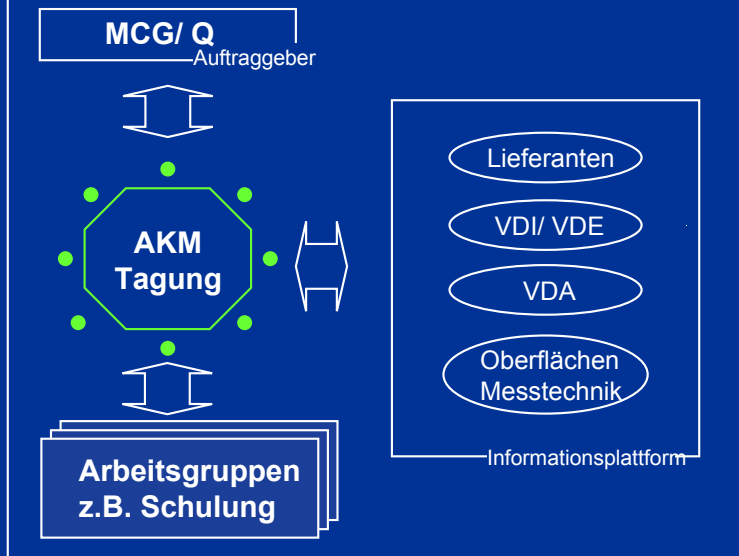 MCG/ Q
Auftraggeber
AKM
Tagung
Arbeitsgruppen
z.B. Schulung
Lieferanten
VDI/ VDE
VDA
Oberflächen
Messtechnik
Informationsplattform